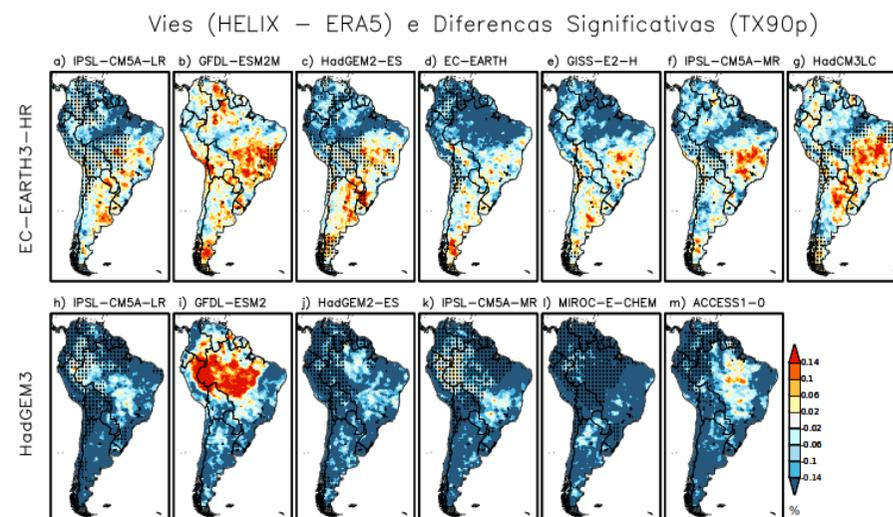 Vies (HELIX – ERA5) e Diferencas Significativas (TX90p)
a) IPSL–CM5A–LR b) GFDL–ESM2M c) HadGEM2–ES d) EC–EARTH e) GISS–E2–H f) IPSL–CM5A–MR g) HadCM3LC
EC–EARTH3–HR
h) IPSL–CM5A–LR i) GFDL–ESM2 j) HadGEM2–ES k) IPSL–CM5A–MR l) MIROC–E–CHEM m) ACCESS1–0
HadGEM3
0.14
0.1
0.06
0.02
-0.02
-0.06
-0.1
-0.14
%